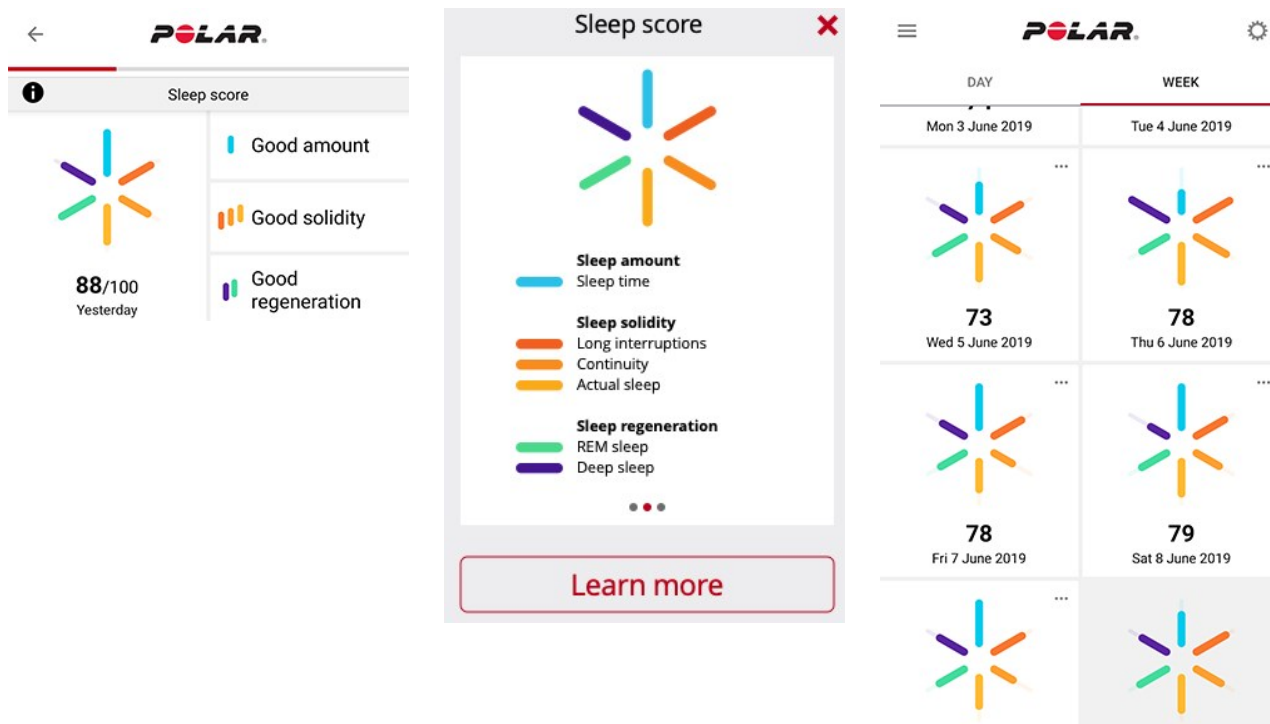 POLAR.
Sleep score
Good amount
Good solidity
Good
regeneration
88/100
Yesterday
Sleep score
Sleep amount
Sleep time
Sleep solidity
Long interruptions
Continuity
Actual sleep
Sleep regeneration
REM sleep
Deep sleep
Learn more
POLAR.
DAY
WEEK
Mon 3 June 2019
Tue 4 June 2019
73
Wed 5 June 2019
78
Thu 6 June 2019
78
Fri 7 June 2019
79
Sat 8 June 2019